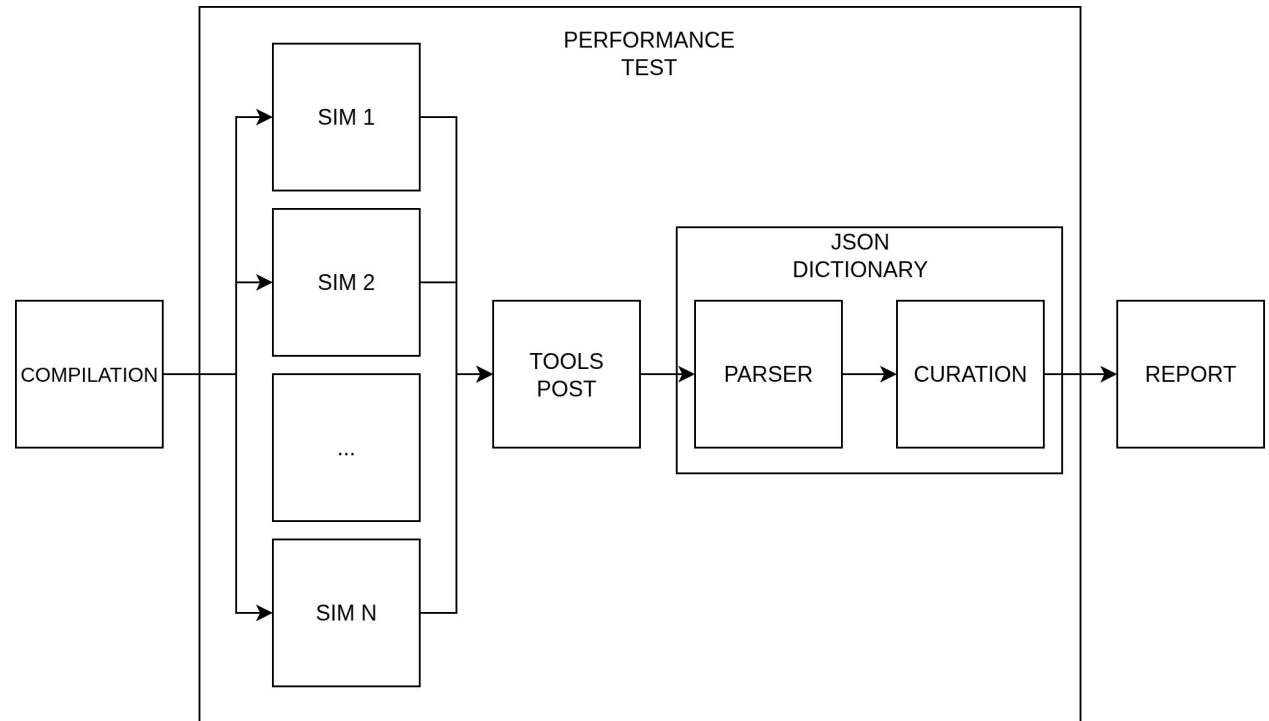 PERFORMANCE
TEST
SIM 1
SIM 2
...
SIM N
COMPILATION
TOOLS
POST
JSON
DICTIONARY
PARSER
CURATION
REPORT